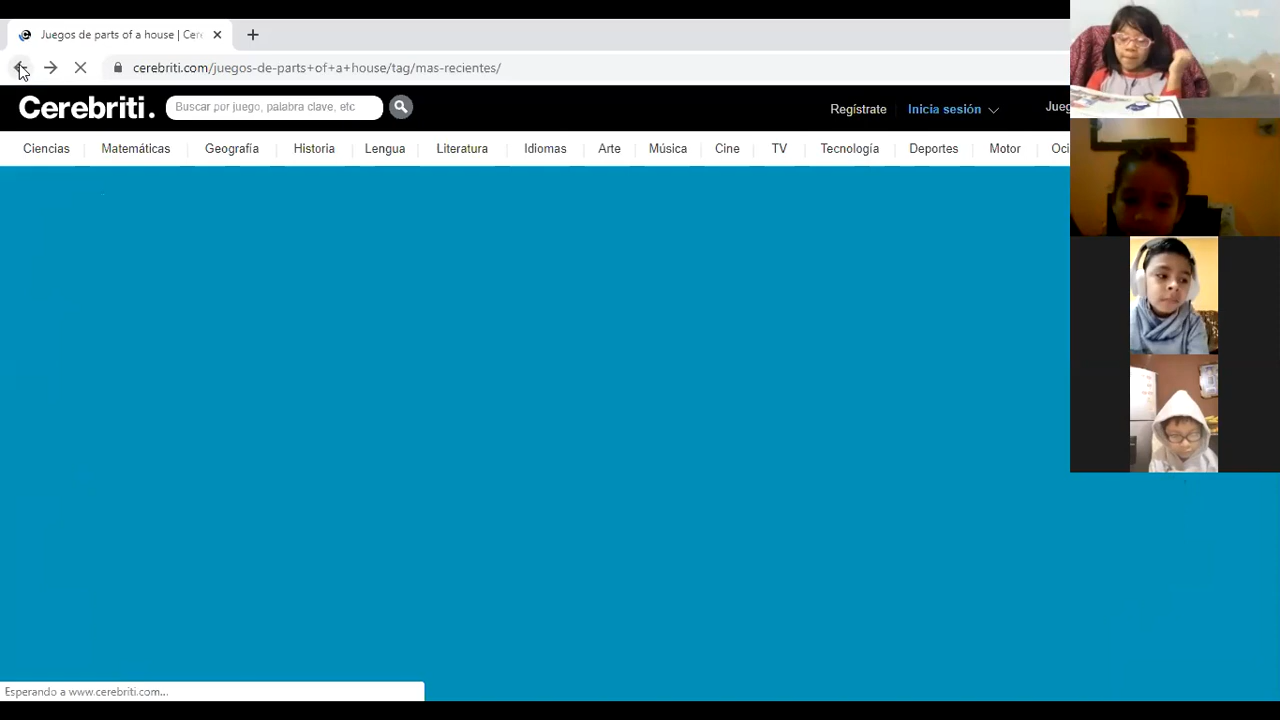 Juegos de parts of a house | Cere
cerebriti.com/juegos-de-parts+of+a+house/tag/mas-recientes/
Cerebriti. Buscar por juego, palabra clave, etc Regístrate Inicia sesión Jueg
Ciencias Matemáticas Geografía Historia Lengua Literatura Idiomas Arte Música Cine TV Tecnología Deportes Motor Oci
Esperando a www.cerebriti.com...